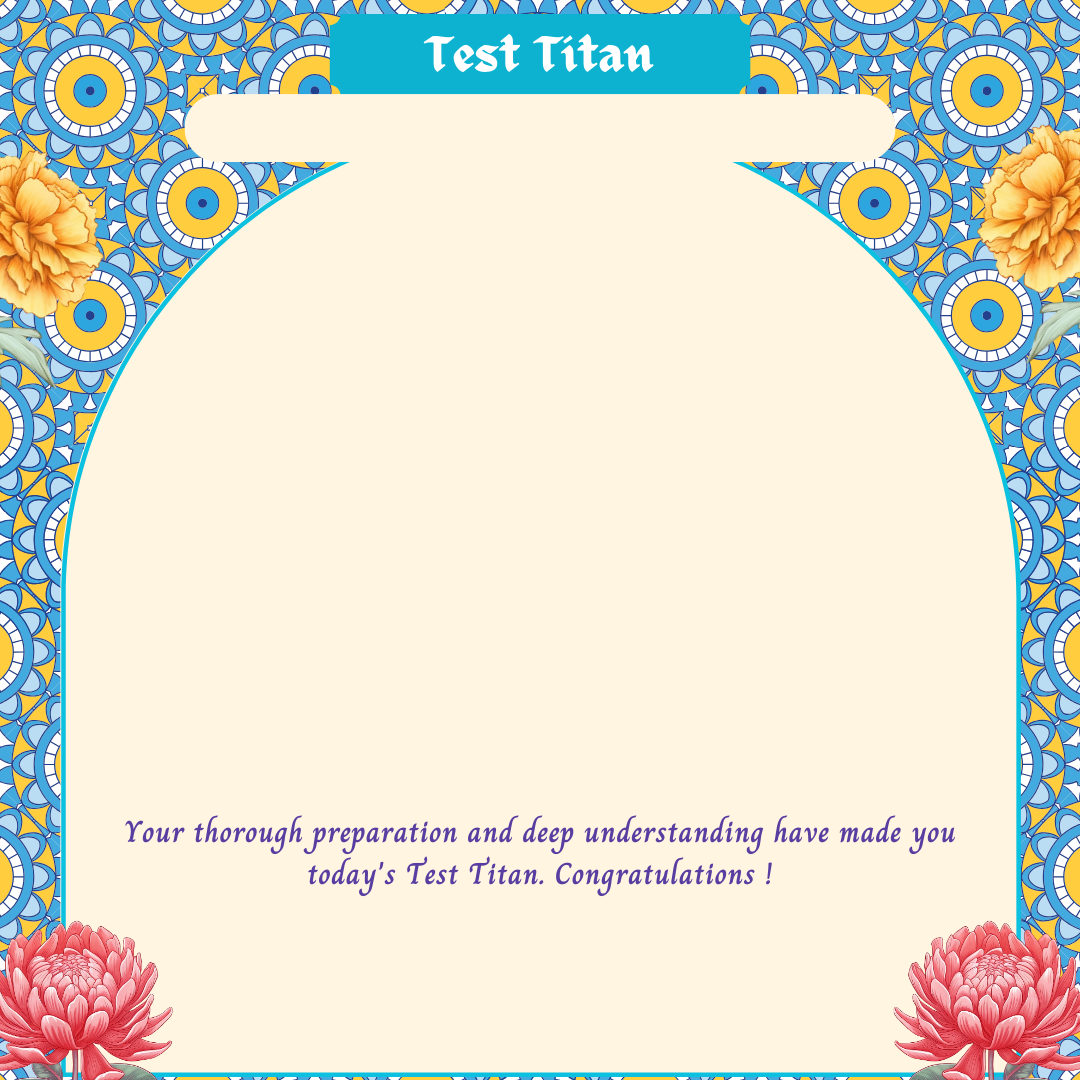 Test Titan
Your thorough preparation and deep understanding have made you
today's Test Titan. Congratulations !